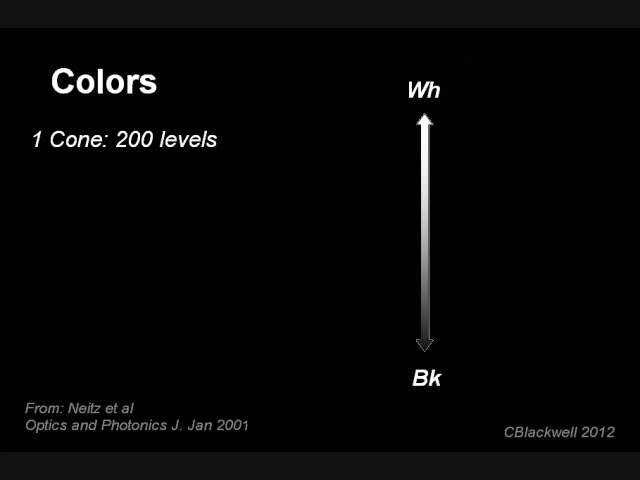 Colors
Wh
1 Cone: 200 levels
Bk
From: Neitz et al
Optics and Photonics J. Jan 2001
CBlackwell 2012